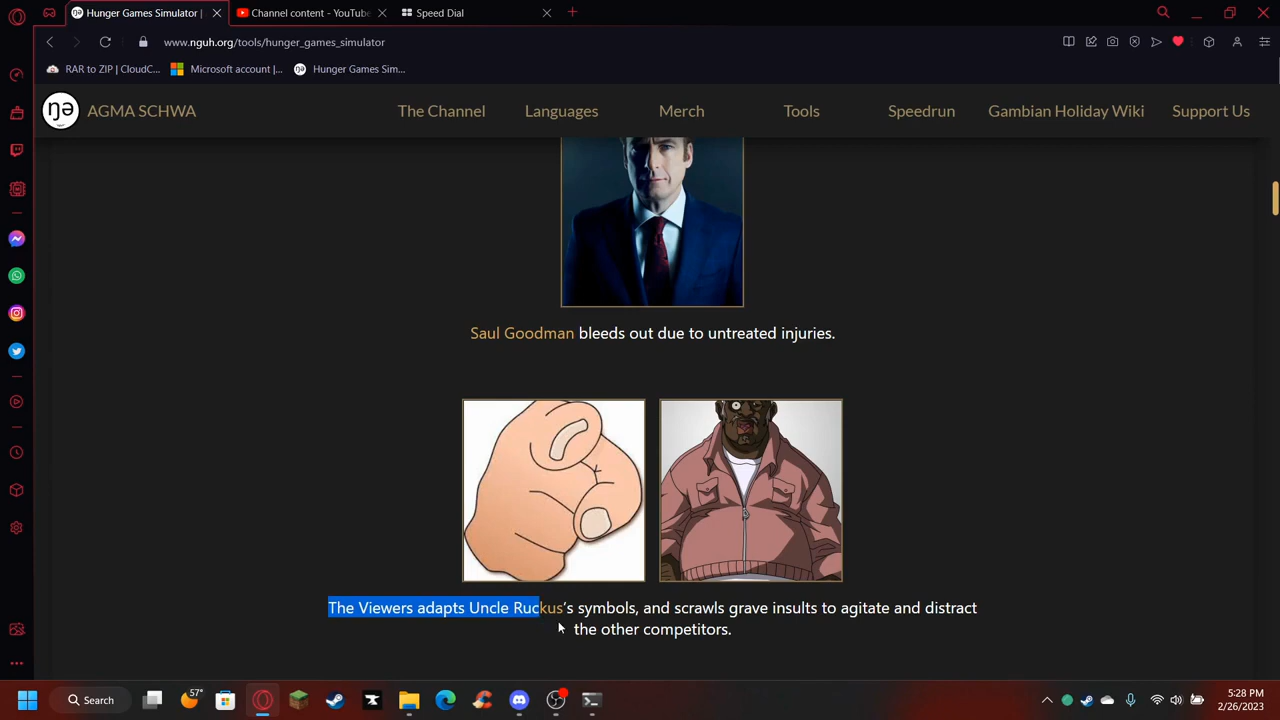 Hunger Games Simulator |
Channel content - YouTube
Speed Dial
www.nguh.org/tools/hunger_games_simulator
RAR to ZIP | CloudC...
Microsoft account |...
Hunger Games Sim...
ŋə
AGMA SCHWA
The Channel
Languages
Merch
Tools
Speedrun
Gambian Holiday Wiki
Support Us
Saul Goodman bleeds out due to untreated injuries.
The Viewers adapts Uncle Ruckus's symbols, and scrawls grave insults to agitate and distract
the other competitors.
57°
Search
5:28 PM
2/26/2023